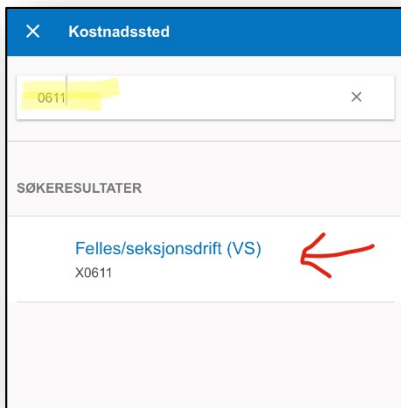 Kostnadssted
0611
SØKERESULTATER
Felles/seksjonsdrift (VS)
X0611